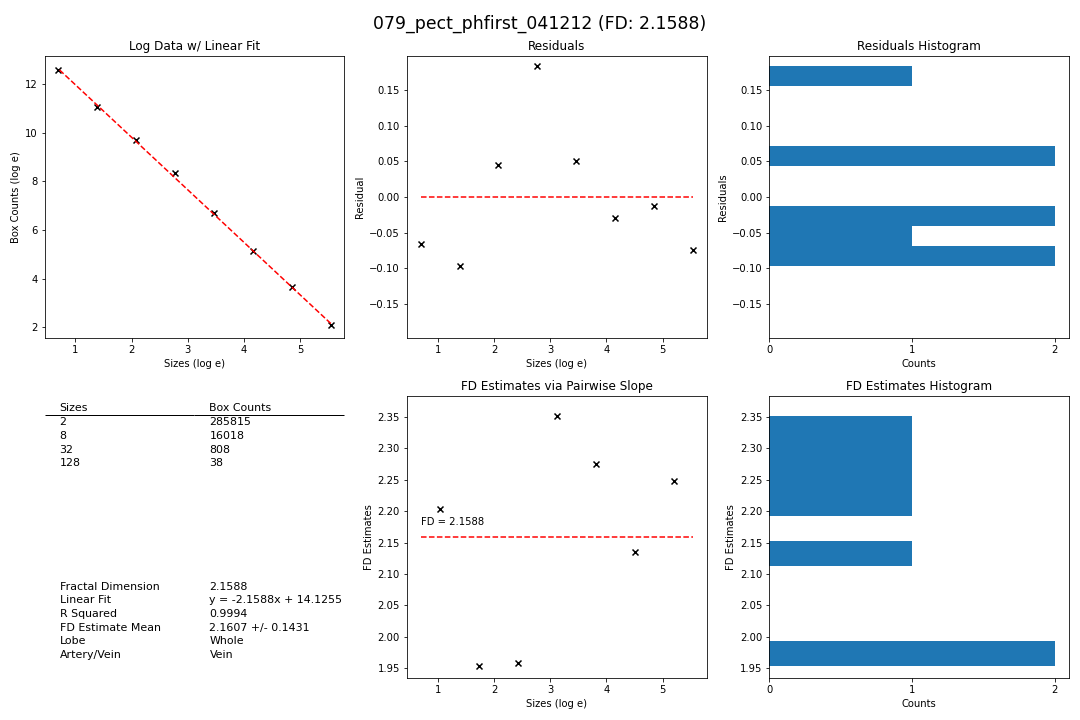 079_pect_phfirst_041212 (FD: 2.1588)
Log Data w/ Linear Fit
Box Counts (log e)
12
10
8
6
4
2
1 2 3 4 5
Sizes (log e)
Residuals
Residual
0.15
0.10
0.05
0.00
−0.05
−0.10
−0.15
1 2 3 4 5
Sizes (log e)
Residuals Histogram
Residuals
0.15
0.10
0.05
0.00
−0.05
−0.10
−0.15
0 1 2
Counts
Sizes Box Counts
2 285815
8 16018
32 808
128 38
Fractal Dimension 2.1588
Linear Fit y = -2.1588x + 14.1255
R Squared 0.9994
FD Estimate Mean 2.1607 +/- 0.1431
Lobe Whole
Artery/Vein Vein
FD Estimates via Pairwise Slope
FD Estimates
2.35
2.30
2.25
2.20
2.15
2.10
2.05
2.00
1.95
FD = 2.1588
1 2 3 4 5
Sizes (log e)
FD Estimates Histogram
FD Estimates
2.35
2.30
2.25
2.20
2.15
2.10
2.05
2.00
1.95
0 1 2
Counts